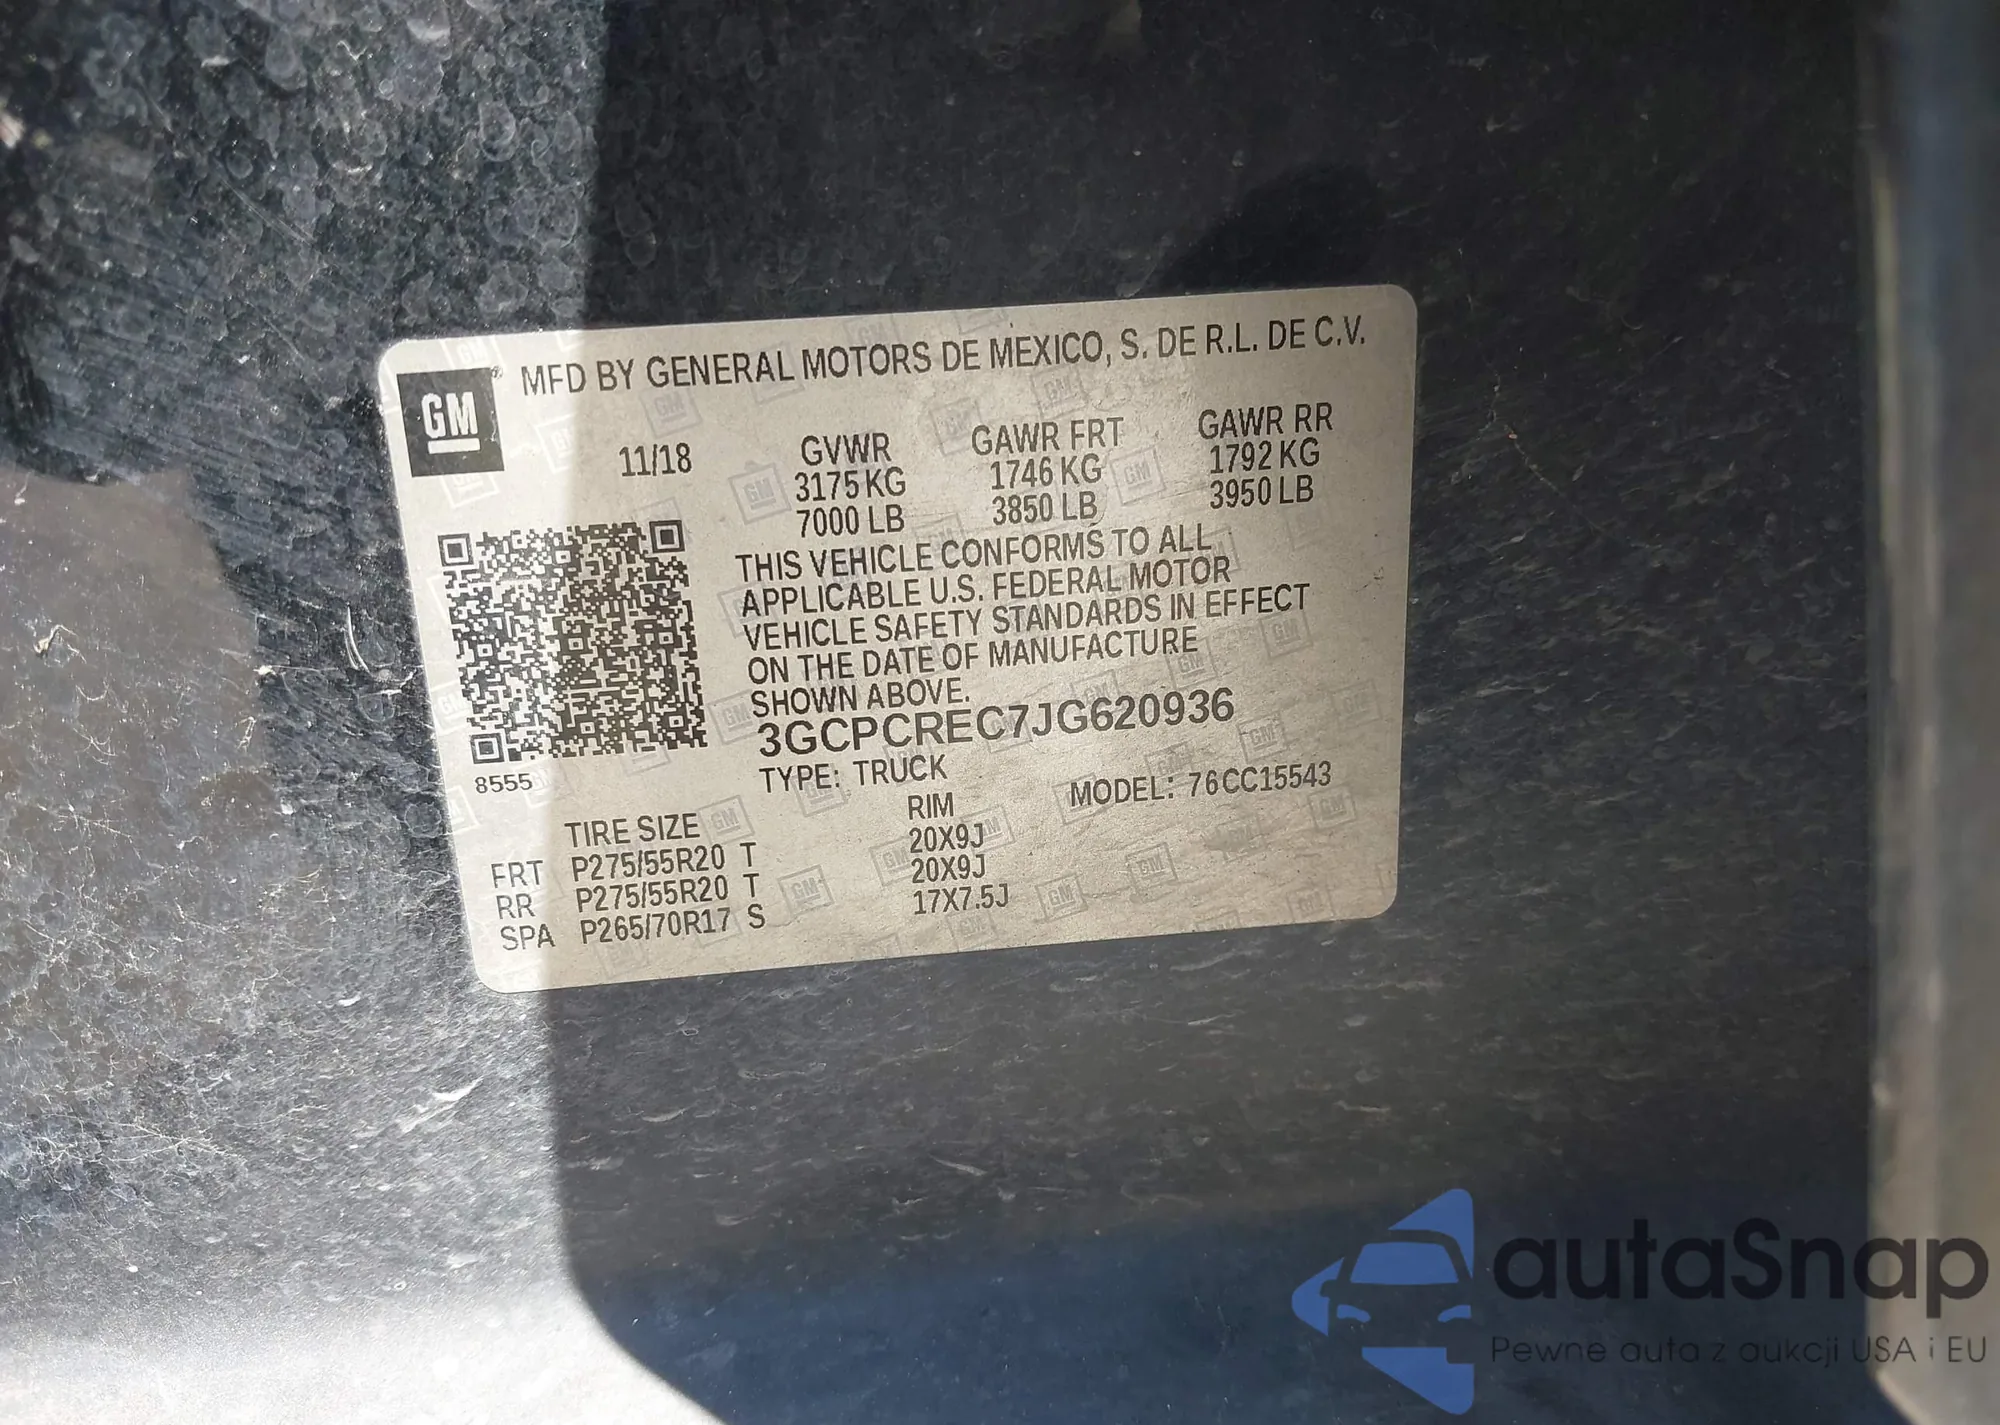 GM
MFD BY GENERAL MOTORS DE MEXICO, S. DE R.L. DE C.V.
11/18 GVWR GAWR FRT GAWR RR
3175 KG 1746 KG 1792 KG
7000 LB 3850 LB 3950 LB
THIS VEHICLE CONFORMS TO ALL
APPLICABLE U.S. FEDERAL MOTOR
VEHICLE SAFETY STANDARDS IN EFFECT
ON THE DATE OF MANUFACTURE
SHOWN ABOVE.
3GCPCREC7JG620936
8555
TYPE: TRUCK MODEL: 76CC15543
TIRE SIZE RIM
FRT P275/55R20 T 20X9J
RR P275/55R20 T 20X9J
SPA P265/70R17 S 17X7.5J
autaSnap
Pewne auta z aukcji USA i EU